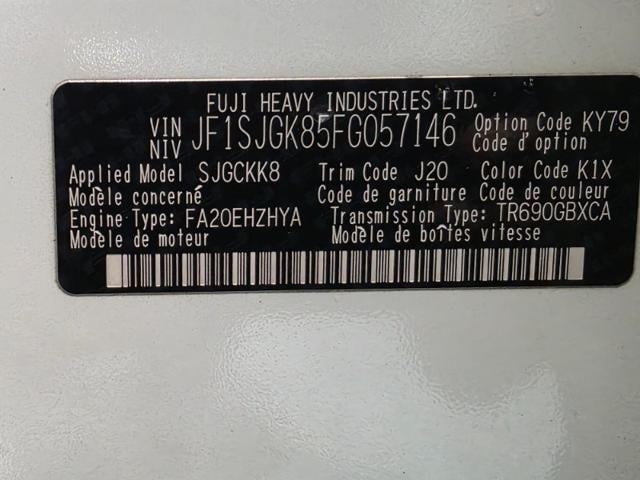 FUJI HEAVY INDUSTRIES LTD.
VIN NIV JF1SJGK85FG057146 Option Code KY79
Code d'option
Applied Model SJGCKK8 Trim Code J20 Color Code K1X
Modèle concerné Code de garniture Code de couleur
Engine Type: FA20EHZHYA Transmission Type: TR690GBXCA
Modèle de moteur Modèle de boîtes vitesse